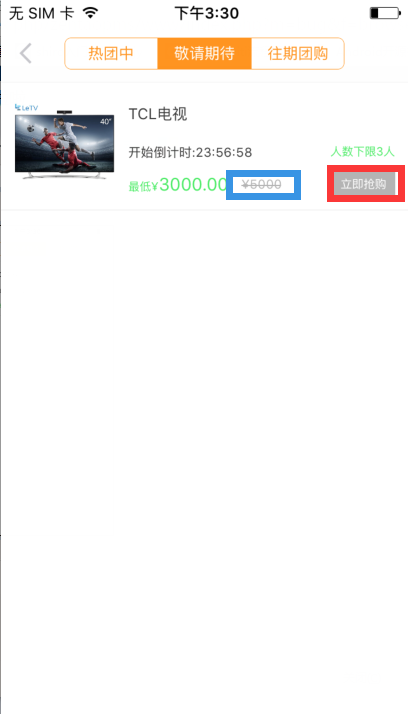 无 SIM 卡 下午3:30
热团中 敬请期待 往期团购
LeTV
40"
TCL电视
开始倒计时:23:56:58 人数下限3人
最低¥3000.00 ¥5000 立即抢购